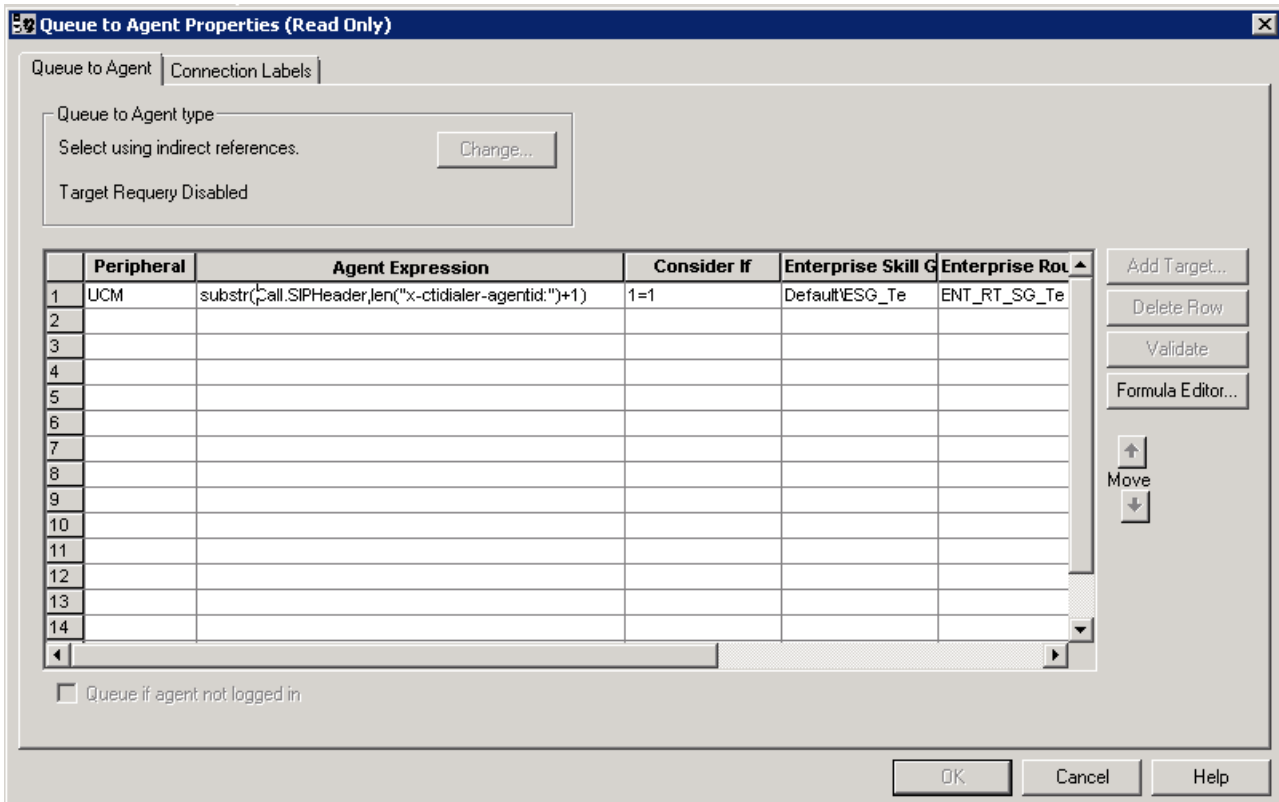 Queue to Agent Properties (Read Only)
Queue to Agent
Connection Labels
Queue to Agent type
Select using indirect references.
Change...
Target Requery Disabled
Peripheral Agent Expression Consider If Enterprise Skill G Enterprise Rou
Add Target...
1 UCM substr(Call.SIPHeader,len("x-ctidialer-agentid:")+1) 1=1 Default\ESG_Te ENT_RT_SG_Te
2
Delete Row
3
Validate
4
5
Formula Editor...
6
7
8
Move
9
10
11
12
13
14
Queue if agent not logged in
OK Cancel Help